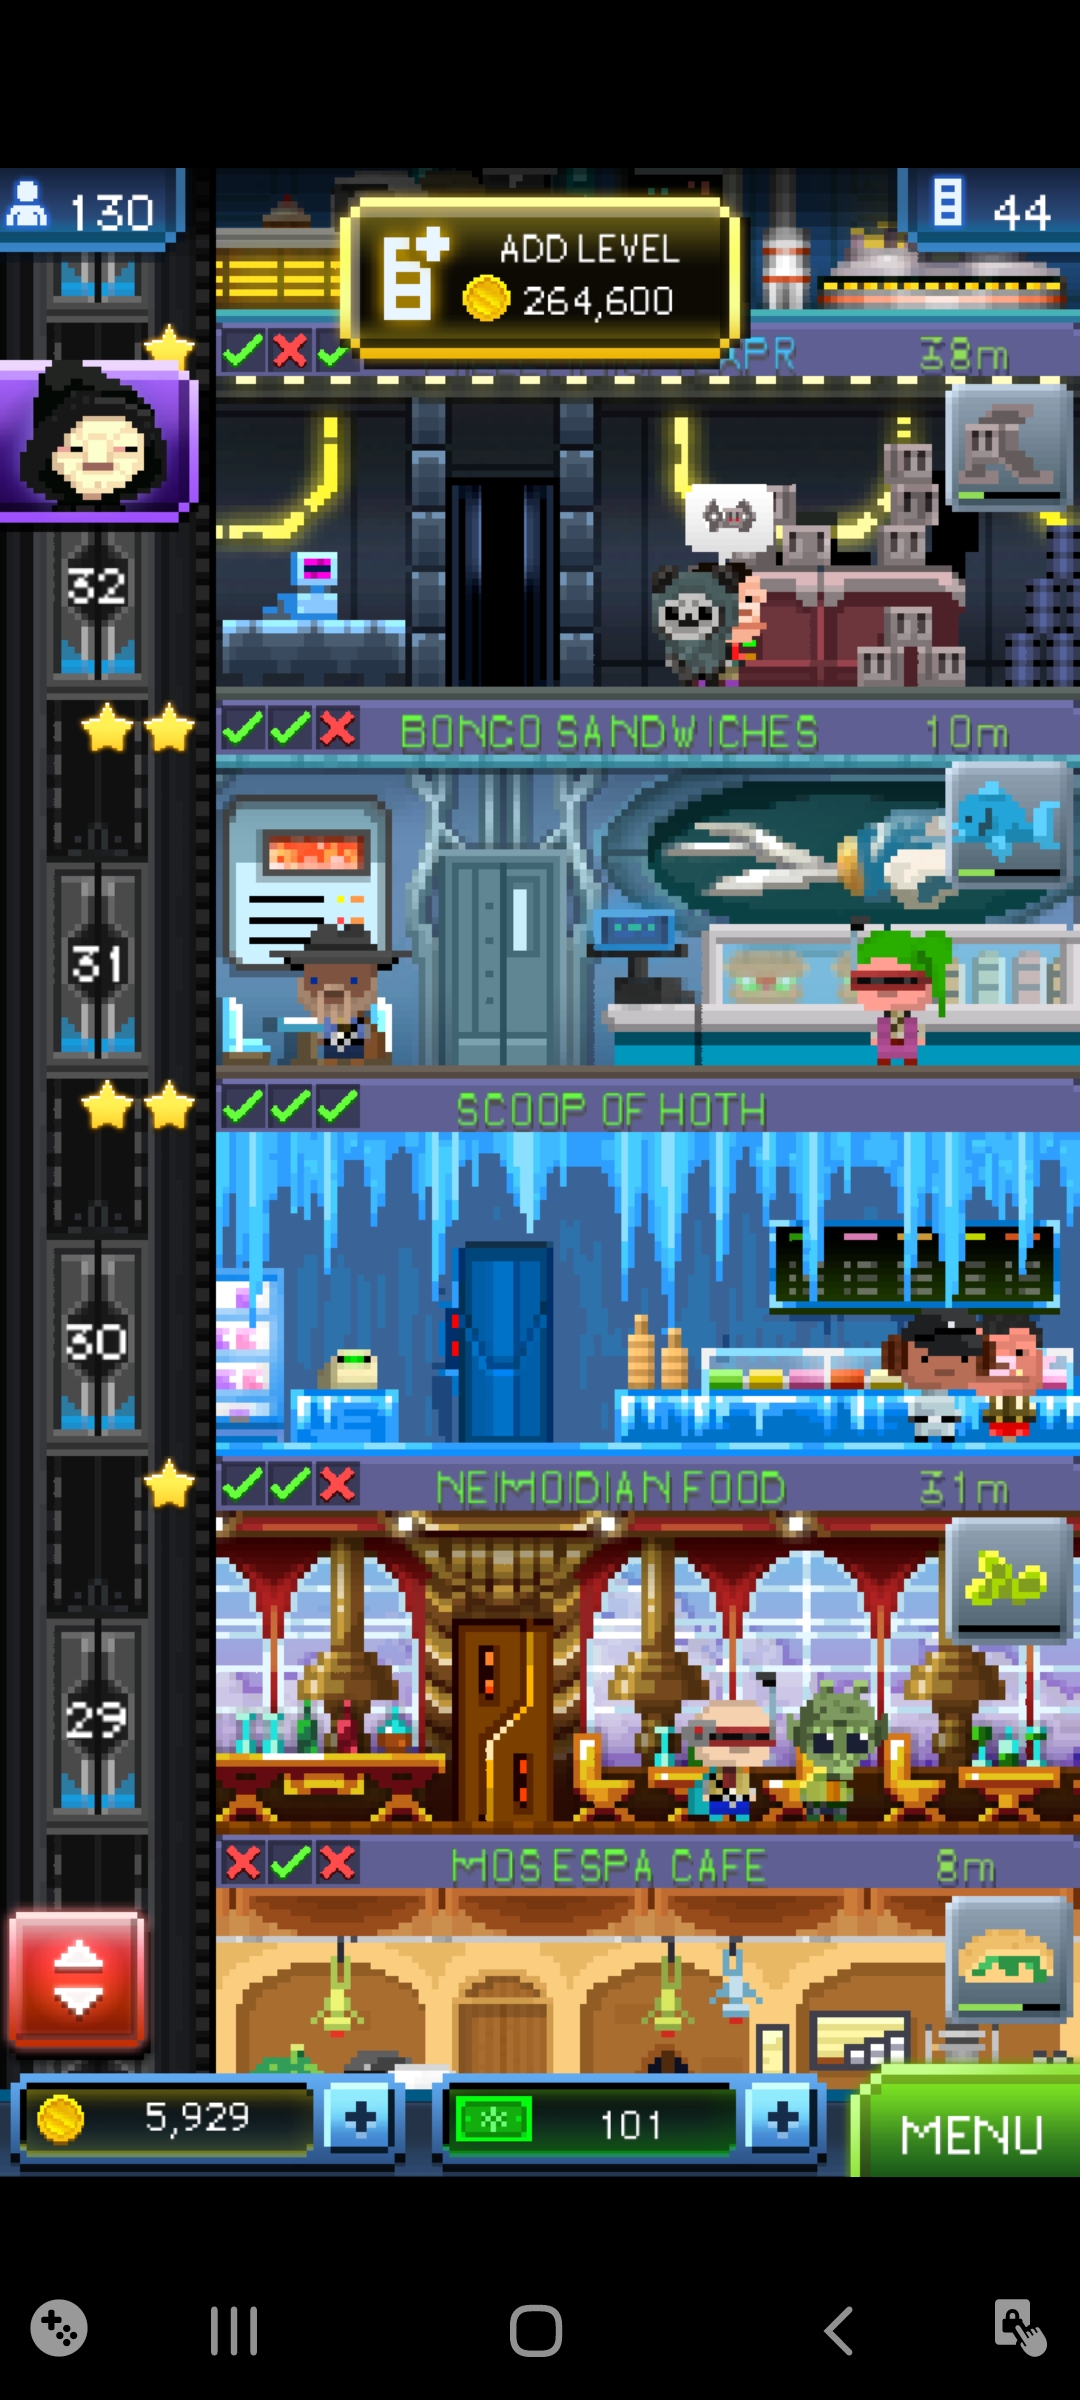 130
44
ADD LEVEL
264,600
38m
32
BONGO SANDWICHES
10m
31
SCOOP OF HOTH
30
NEIMOIDIAN FOOD
31m
29
MOS ESPA CAFE
8m
5,929
101
MENU